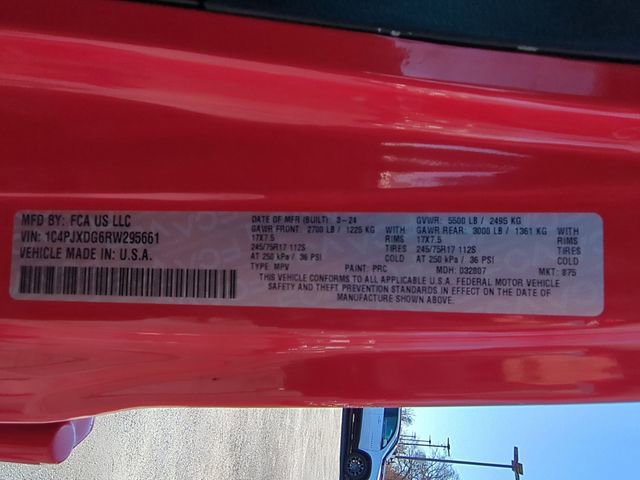 MFD BY: FCA US LLC
VIN: 1C4PJXDG6RW295661
VEHICLE MADE IN: U.S.A.
DATE OF MFR (BUILT): 3-24
GAWR FRONT: 2700 LB / 1225 KG
17X7.5 WITH RIMS
245/75R17 112S TIRES
AT 250 kPa / 36 PSI COLD
GVWR: 5500 LB / 2495 KG
GAWR REAR: 3000 LB / 1361 KG
17X7.5 WITH RIMS
245/75R17 112S TIRES
AT 250 kPa / 36 PSI COLD
TYPE: MPV PAINT: PRC MDH: 032807 MKT: 875
THIS VEHICLE CONFORMS TO ALL APPLICABLE U.S.A. FEDERAL MOTOR VEHICLE
SAFETY AND THEFT PREVENTION STANDARDS IN EFFECT ON THE DATE OF
MANUFACTURE SHOWN ABOVE.